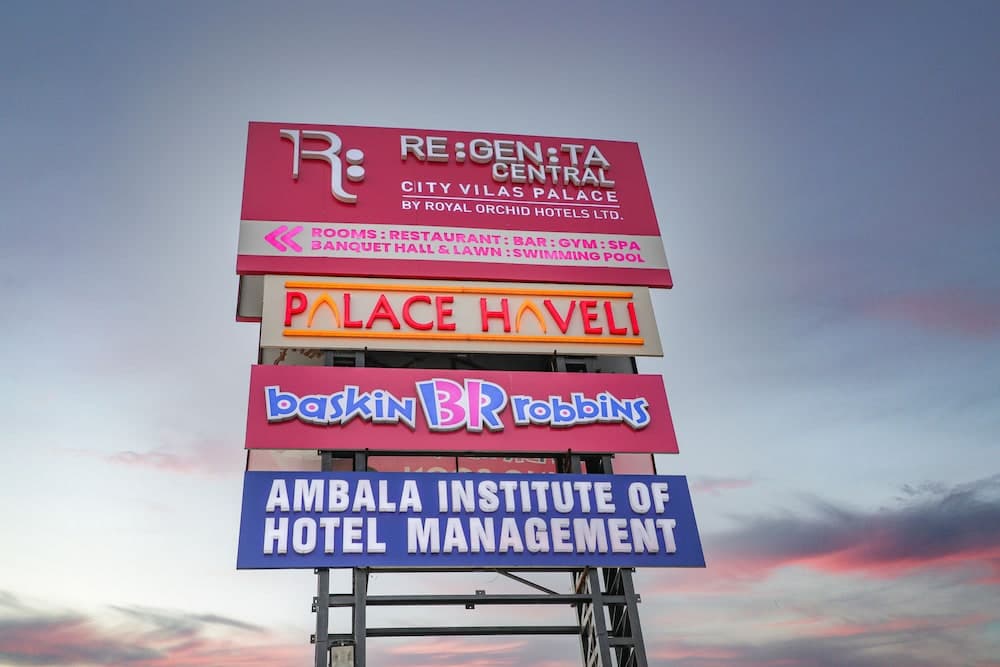 R:
RE:GEN:TA
CENTRAL
CITY VILAS PALACE
BY ROYAL ORCHID HOTELS LTD.
ROOMS : RESTAURANT : BAR : GYM : SPA
BANQUET HALL & LAWN : SWIMMING POOL
PALACE HAVELI
baskin BR robbins
AMBALA INSTITUTE OF
HOTEL MANAGEMENT